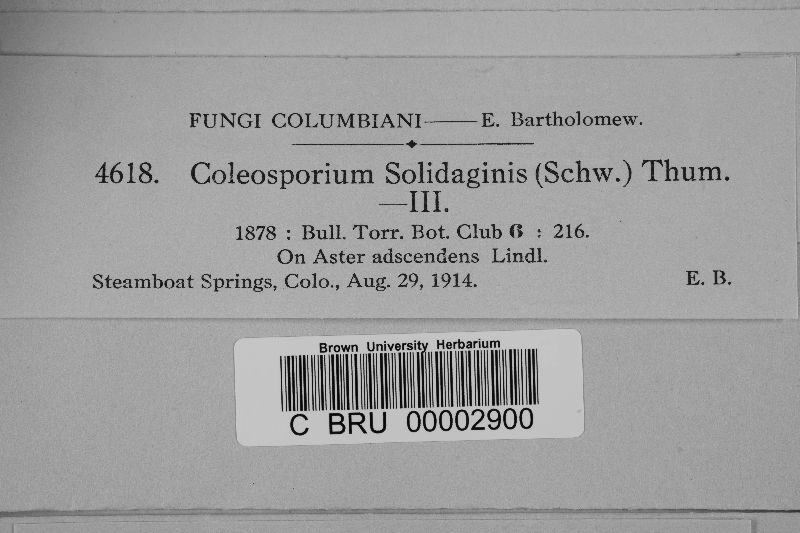 FUNGI COLUMBIANI——E. Bartholomew.
4618. Coleosporium Solidaginis (Schw.) Thum.
—III.
1878 : Bull. Torr. Bot. Club 6 : 216.
On Aster adscendens Lindl.
Steamboat Springs, Colo., Aug. 29, 1914. E. B.
Brown University Herbarium
C BRU 00002900